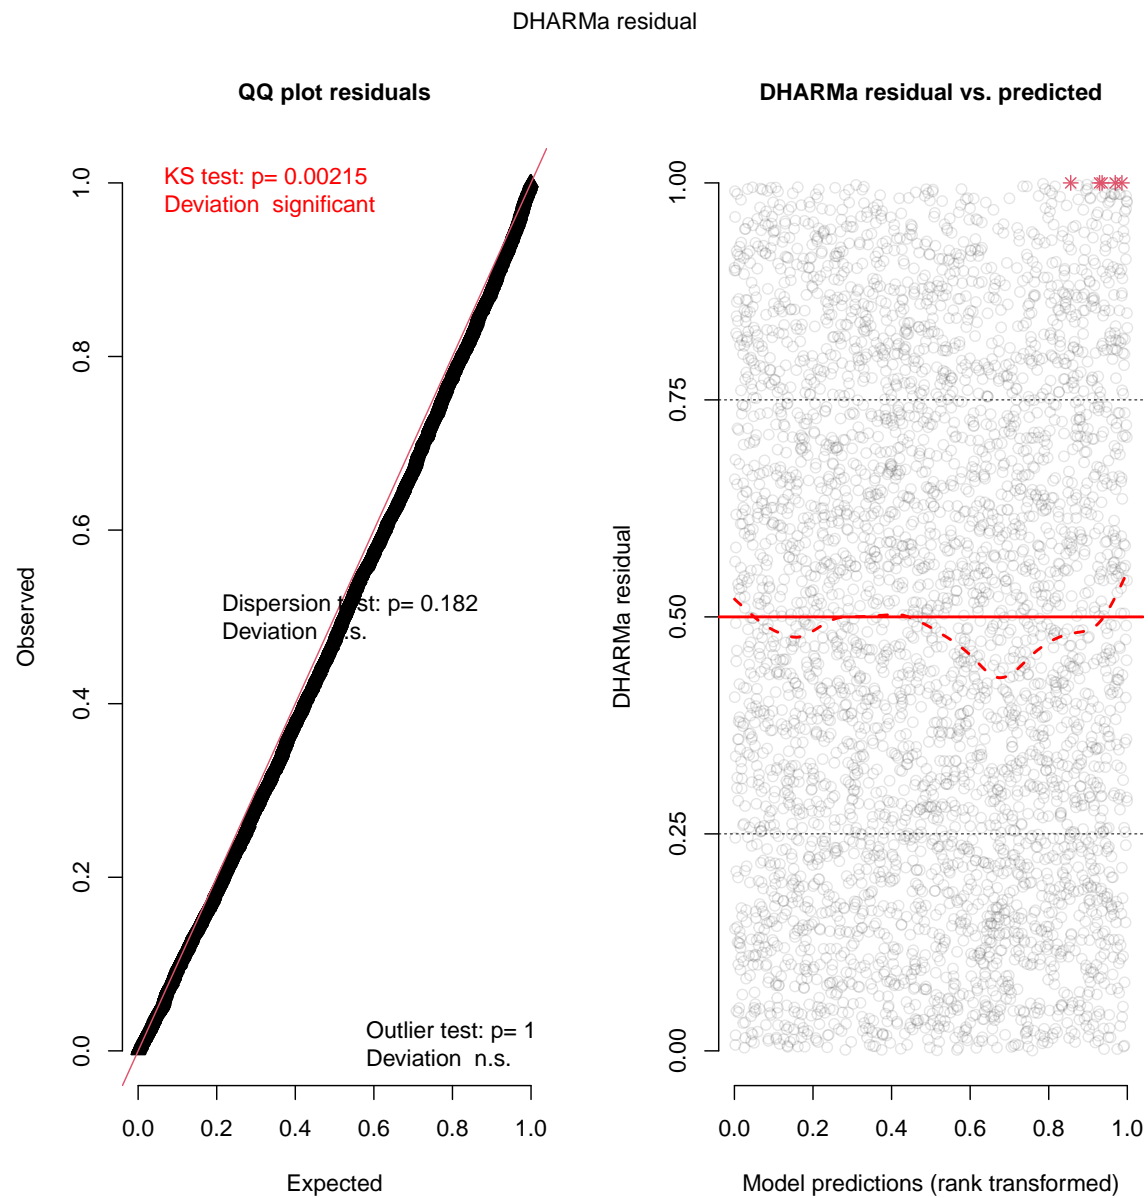 DHARMa residual
QQ plot residuals
KS test: p= 0.00215
Deviation  significant
Dispersion test: p= 0.182
Deviation  n.s.
Outlier test: p= 1
Deviation  n.s.
Observed
0.0
0.2
0.4
0.6
0.8
1.0
0.0 0.2 0.4 0.6 0.8 1.0
Expected
DHARMa residual vs. predicted
DHARMa residual
0.00
0.25
0.50
0.75
1.00
0.0 0.2 0.4 0.6 0.8 1.0
Model predictions (rank transformed)